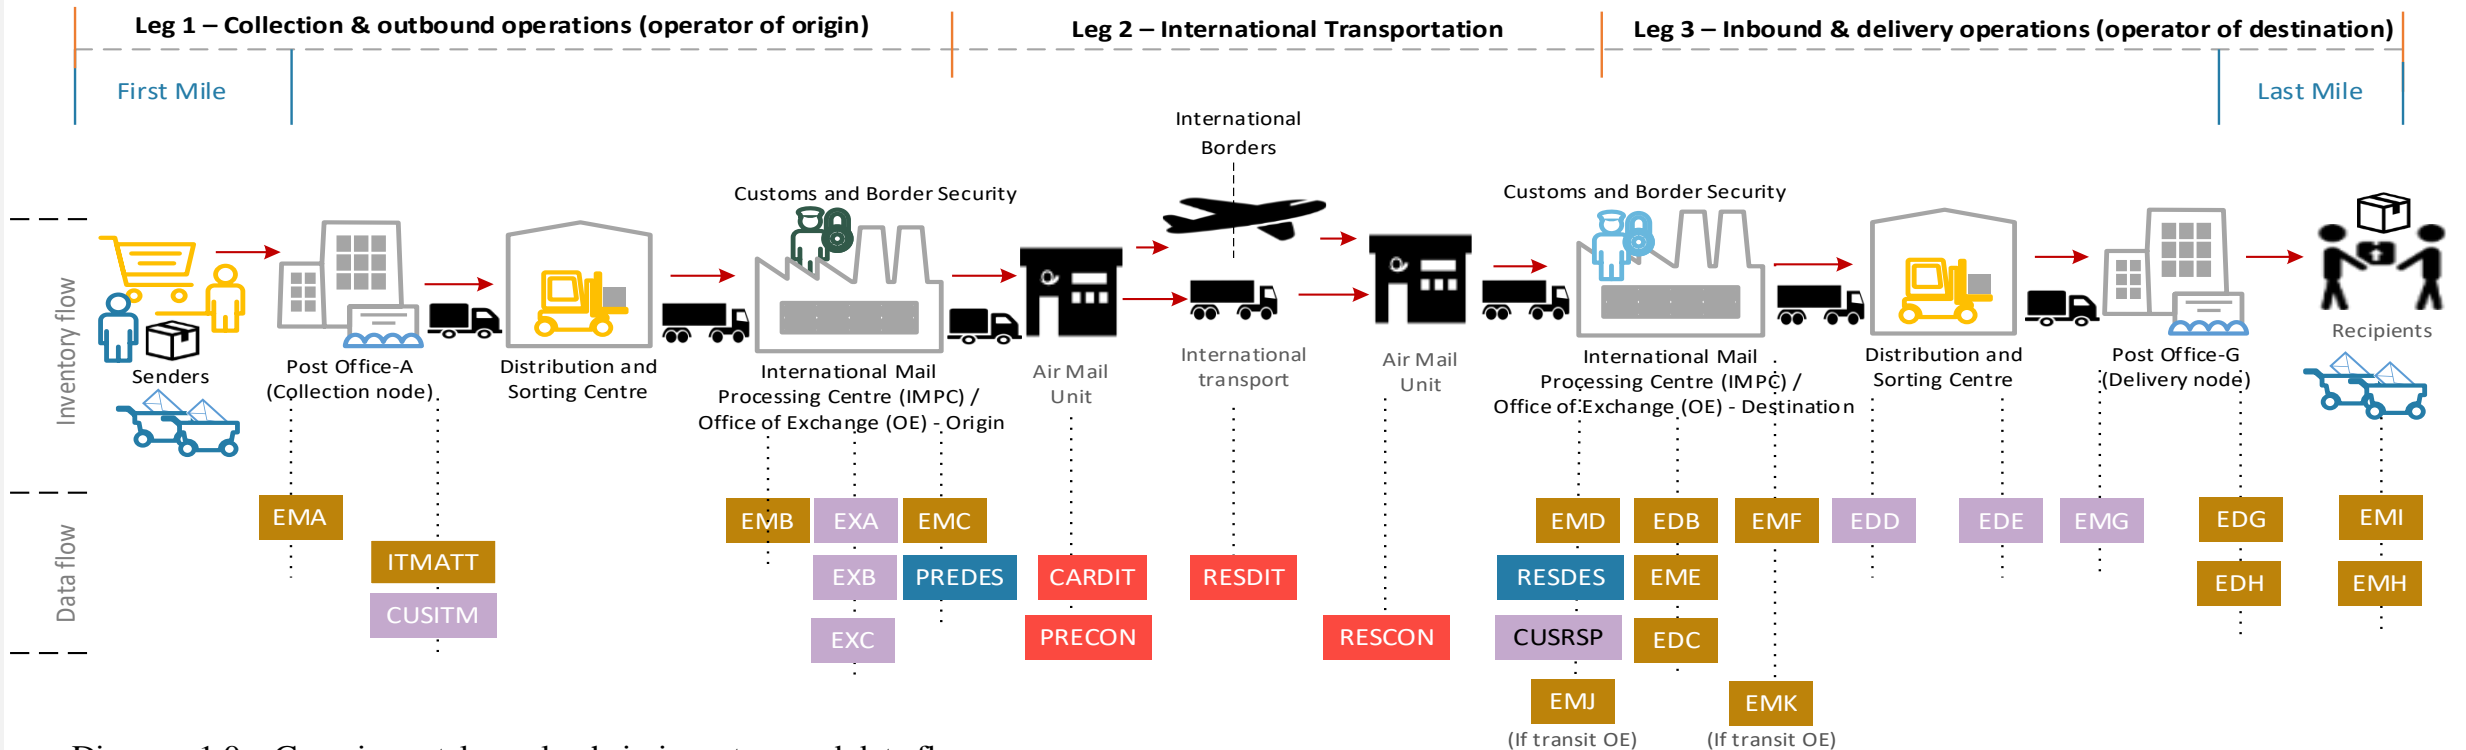 Leg 1 – Collection & outbound operations (operator of origin)
Leg 2 – International Transportation
Leg 3 – Inbound & delivery operations (operator of destination)
First Mile
Last Mile
International
Borders
Customs and Border Security
Customs and Border Security
Inventory flow
Senders
Post Office-A
(Collection node)
Distribution and
Sorting Centre
International Mail
Processing Centre (IMPC) /
Office of Exchange (OE) - Origin
Air Mail
Unit
International
transport
Air Mail
Unit
International Mail
Processing Centre (IMPC) /
Office of Exchange (OE) - Destination
Distribution and
Sorting Centre
Post Office-G
(Delivery node)
Recipients
Data flow
EMA
ITMATT
CUSITM
EMB
EXA
EMC
EXB
PREDES
EXC
CARDIT
PRECON
RESDIT
RESCON
EMD
EDB
EMF
EDD
EDE
EMG
EDG
EMI
RESDES
EME
EDH
EMH
CUSRSP
EDC
EMJ
(If transit OE)
EMK
(If transit OE)